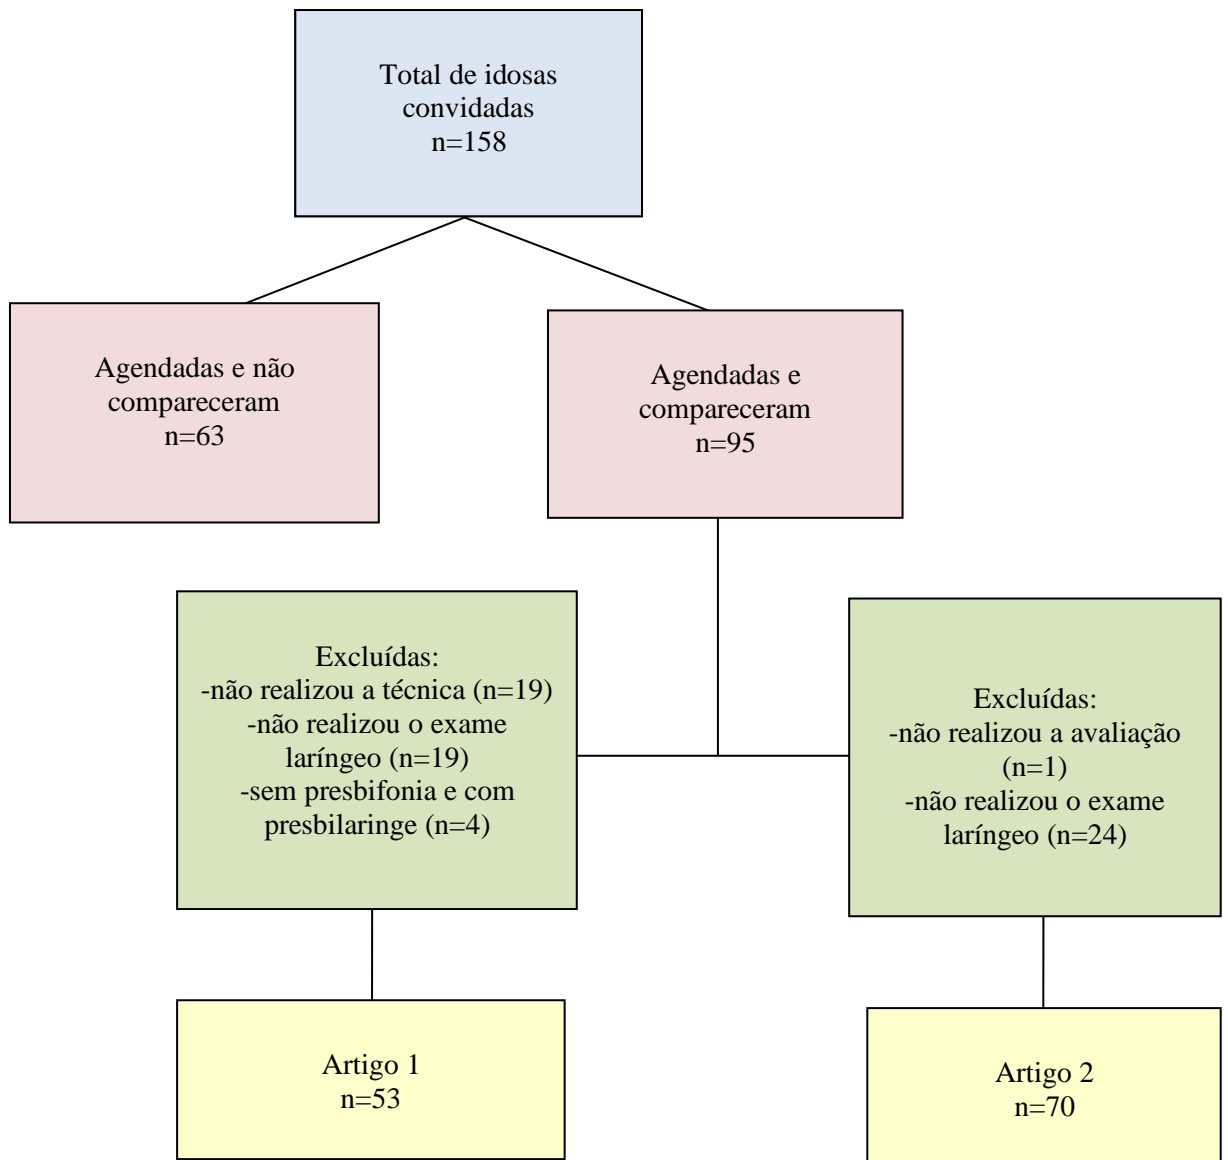 Total de idosas
convidadas
n=158
Agendadas e não
compareceram
n=63
Agendadas e
compareceram
n=95
Excluídas:
-não realizou a técnica (n=19)
-não realizou o exame
laríngeo (n=19)
-sem presbifonia e com
presbilaringe (n=4)
Excluídas:
-não realizou a avaliação
(n=1)
-não realizou o exame
laríngeo (n=24)
Artigo 1
n=53
Artigo 2
n=70